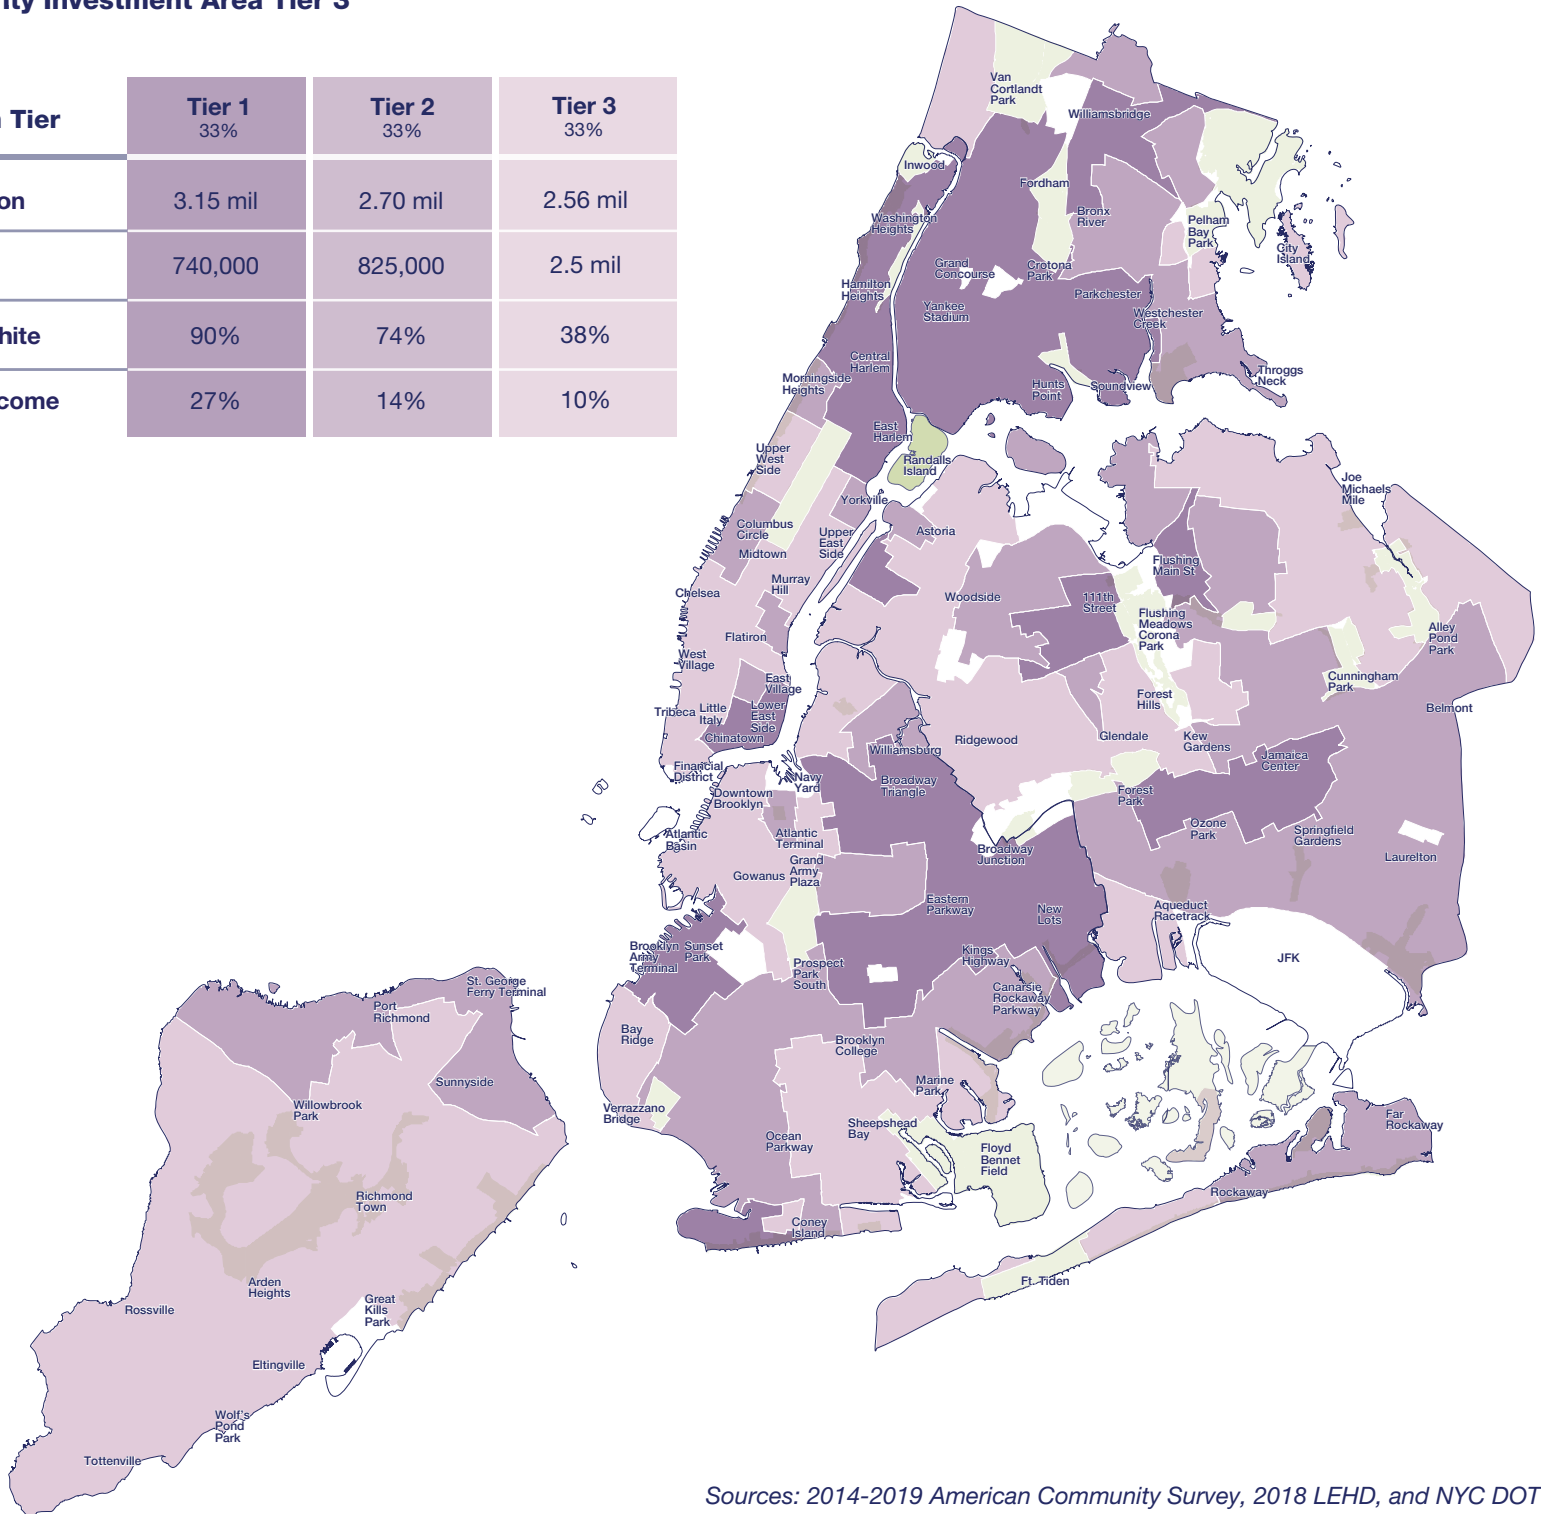 ity Investment Area Tier 3
Tier
Tier 1
33%
Tier 2
33%
Tier 3
33%
on
3.15 mil
2.70 mil
2.56 mil
740,000
825,000
2.5 mil
hite
90%
74%
38%
come
27%
14%
10%
Van
Cortlandt
Park
Williamsbridge
Inwood
Fordham
Washington
Heights
Bronx
River
Pelham
Bay
Park
City
Island
Grand
Concourse
Crotona
Park
Hamilton
Heights
Parkchester
Yankee
Stadium
Westchester
Creek
Central
Harlem
Morningside
Heights
Hunts
Point
Soundview
Throggs
Neck
East
Harlem
Randalls
Island
Upper
West
Side
Joe
Michaels
Mile
Yorkville
Columbus
Circle
Upper
East
Side
Astoria
Midtown
Flushing
Main St
Murray
Hill
Chelsea
Woodside
111th
Street
Flushing
Meadows
Corona
Park
Flatiron
Alley
Pond
Park
West
Village
East
Village
Cunningham
Park
Forest
Hills
Tribeca
Little
Italy
Lower
East
Side
Belmont
Chinatown
Williamsburg
Ridgewood
Glendale
Kew
Gardens
Jamaica
Center
Financial
District
Navy
Yard
Broadway
Triangle
Downtown
Brooklyn
Forest
Park
Atlantic
Basin
Atlantic
Terminal
Ozone
Park
Springfield
Gardens
Broadway
Junction
Laurelton
Gowanus
Grand
Army
Plaza
Eastern
Parkway
New
Lots
Aqueduct
Racetrack
Brooklyn
Army
Terminal
Sunset
Park
Kings
Highway
JFK
Prospect
Park
South
Canarsie
Rockaway
Parkway
St. George
Ferry Terminal
Port
Richmond
Bay
Ridge
Brooklyn
College
Sunnyside
Marine
Park
Willowbrook
Park
Verrazzano
Bridge
Sheepshead
Bay
Far
Rockaway
Ocean
Parkway
Floyd
Bennet
Field
Richmond
Town
Rockaway
Coney
Island
Ft. Tiden
Arden
Heights
Rossville
Great
Kills
Park
Eltingville
Wolf's
Pond
Park
Tottenville
Sources: 2014-2019 American Community Survey, 2018 LEHD, and NYC DOT